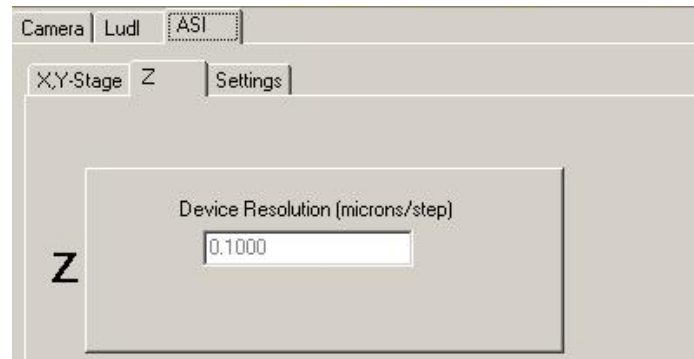 Camera Ludl ASI
X,Y-Stage Z Settings
Device Resolution (microns/step)
0.1000
Z